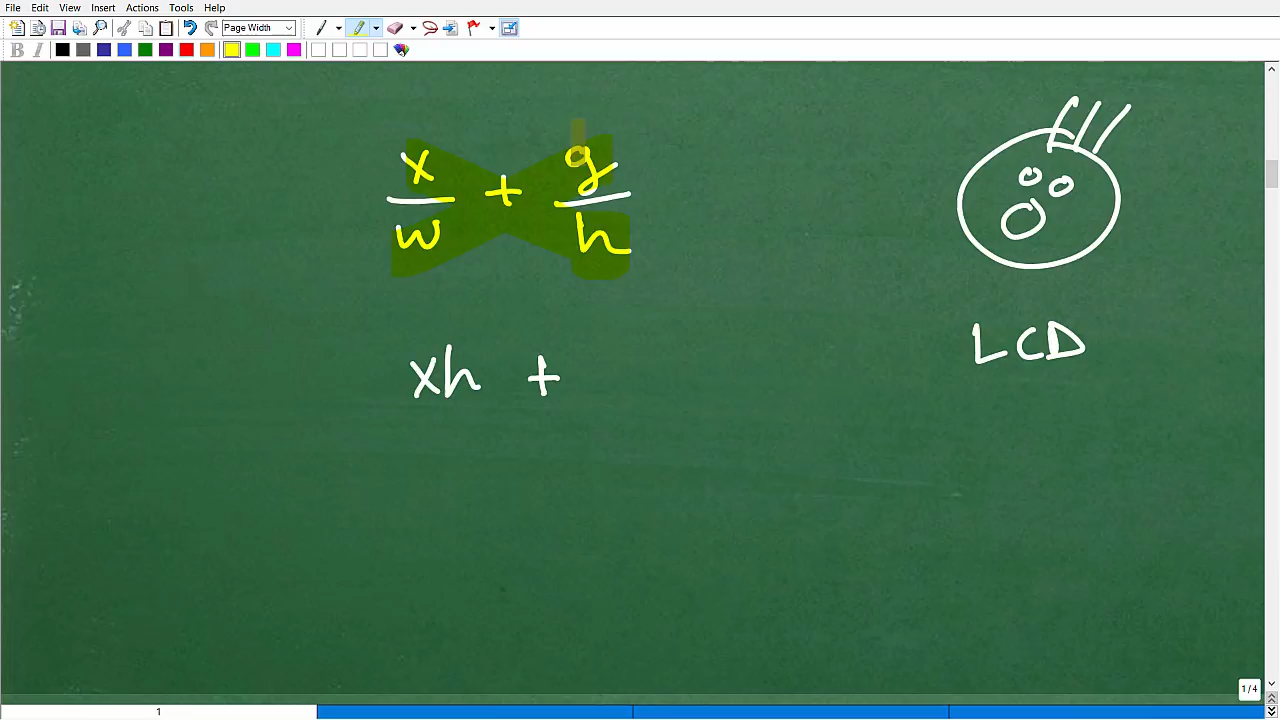 File Edit View Insert Actions Tools Help
Page Width
B I
x/w + g/h
LCD
xh +
1/4
1